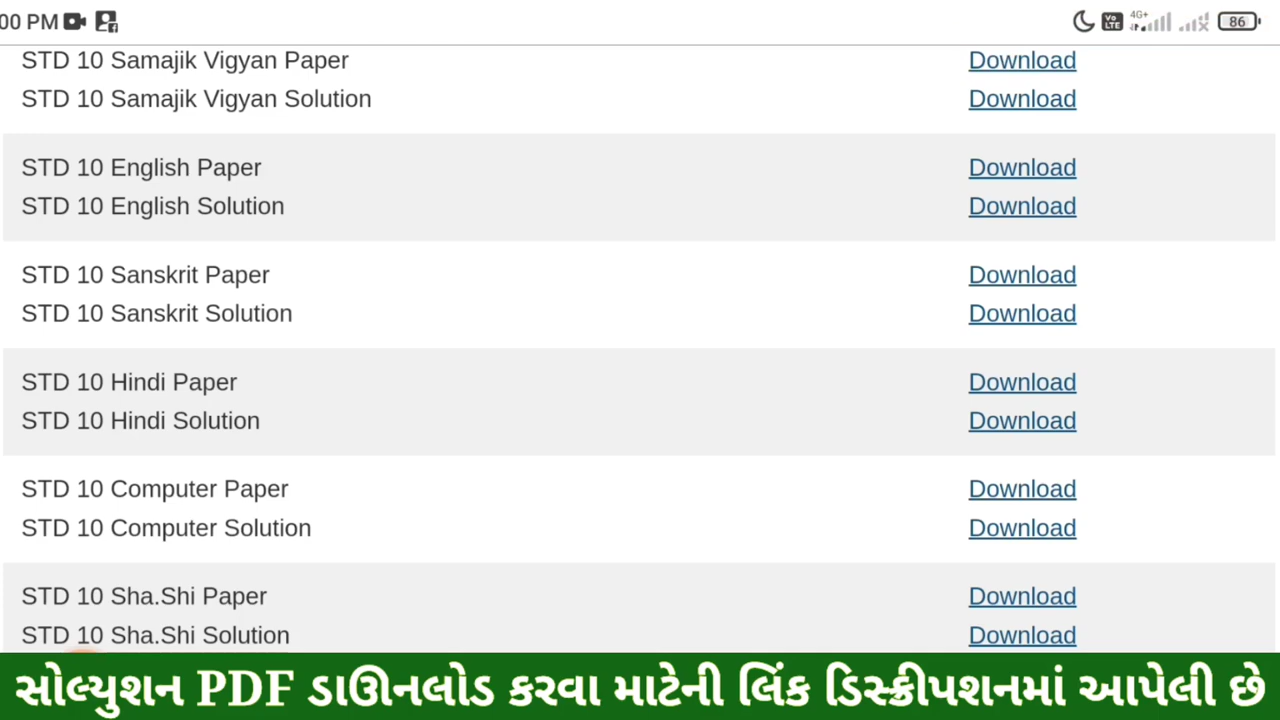 00 PM
4G+
Vo LTE
86
STD 10 Samajik Vigyan Paper Download
STD 10 Samajik Vigyan Solution Download
STD 10 English Paper Download
STD 10 English Solution Download
STD 10 Sanskrit Paper Download
STD 10 Sanskrit Solution Download
STD 10 Hindi Paper Download
STD 10 Hindi Solution Download
STD 10 Computer Paper Download
STD 10 Computer Solution Download
STD 10 Sha.Shi Paper Download
STD 10 Sha.Shi Solution Download
સોલ્યુશન PDF ડાઊનલોડ કરવા માટેની લિંક ડિસ્ક્રીપશનમાં આપેલી છે